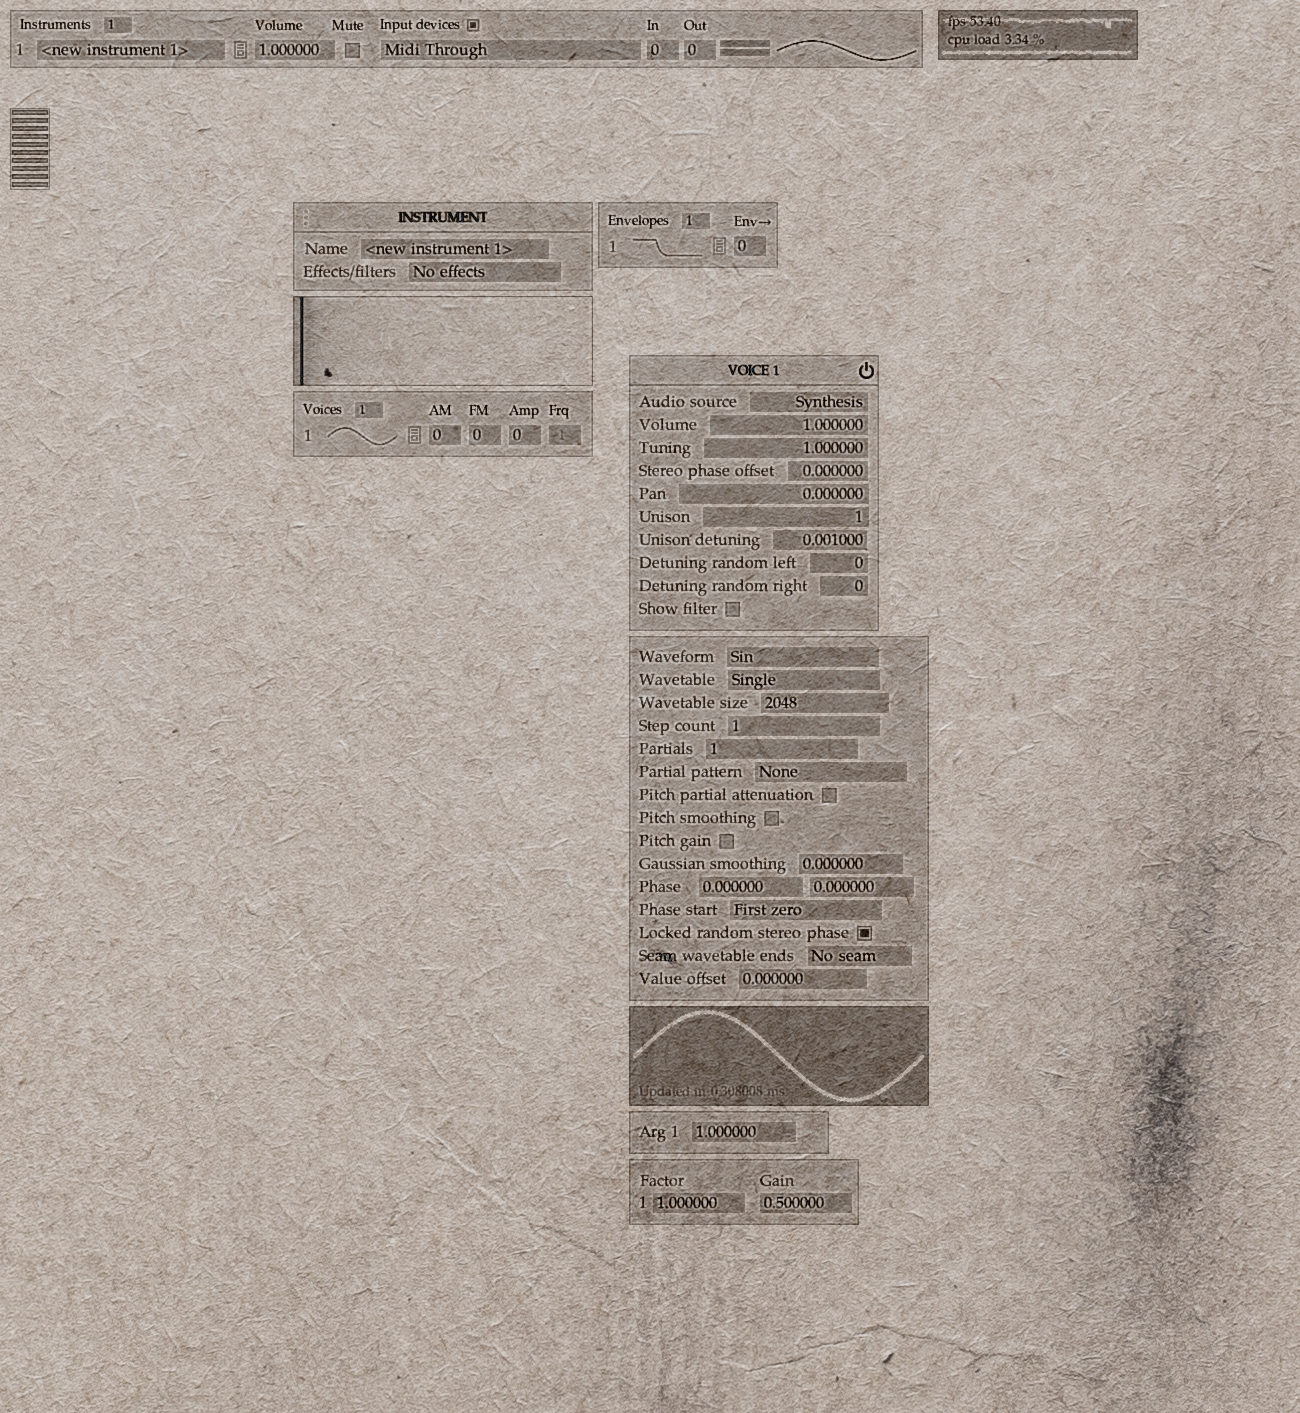 Instruments 1 Volume Mute Input devices In Out
1 <new instrument 1> 1.000000 Midi Through 0 0
fps 53.40
cpu load 3.34 %
INSTRUMENT
Name <new instrument 1>
Effects/filters No effects
Envelopes 1 Env→
1 0
Voices 1 AM FM Amp Frq
1 0 0 0 -1
VOICE 1
Audio source Synthesis
Volume 1.000000
Tuning 1.000000
Stereo phase offset 0.000000
Pan 0.000000
Unison 1
Unison detuning 0.001000
Detuning random left 0
Detuning random right 0
Show filter
Waveform Sin
Wavetable Single
Wavetable size 2048
Step count 1
Partials 1
Partial pattern None
Pitch partial attenuation
Pitch smoothing
Pitch gain
Gaussian smoothing 0.000000
Phase 0.000000 0.000000
Phase start First zero
Locked random stereo phase
Seam wavetable ends No seam
Value offset 0.000000
Updated in 0.308008 ms
Arg 1 1.000000
Factor Gain
1 1.000000 0.500000